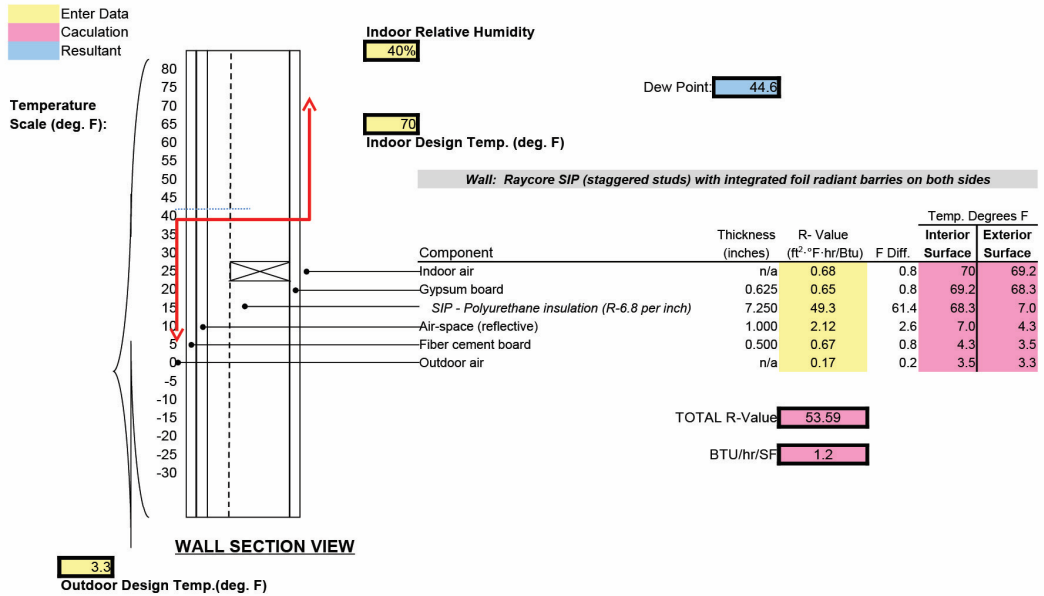 Enter Data
Caculation
Resultant
Indoor Relative Humidity
40%
Dew Point: 44.6
Temperature
Scale (deg. F):
80
75
70
65
60
55
50
45
40
35
30
25
20
15
10
5
0
-5
-10
-15
-20
-25
-30
70
Indoor Design Temp. (deg. F)
Wall: Raycore SIP (staggered studs) with integrated foil radiant barries on both sides
Temp. Degrees F
Thickness R- Value Interior Exterior
Component (inches) (ft²·°F·hr/Btu) F Diff. Surface Surface
Indoor air n/a 0.68 0.8 70 69.2
Gypsum board 0.625 0.65 0.8 69.2 68.3
SIP - Polyurethane insulation (R-6.8 per inch) 7.250 49.3 61.4 68.3 7.0
Air-space (reflective) 1.000 2.12 2.6 7.0 4.3
Fiber cement board 0.500 0.67 0.8 4.3 3.5
Outdoor air n/a 0.17 0.2 3.5 3.3
TOTAL R-Value 53.59
BTU/hr/SF 1.2
WALL SECTION VIEW
3.3
Outdoor Design Temp.(deg. F)